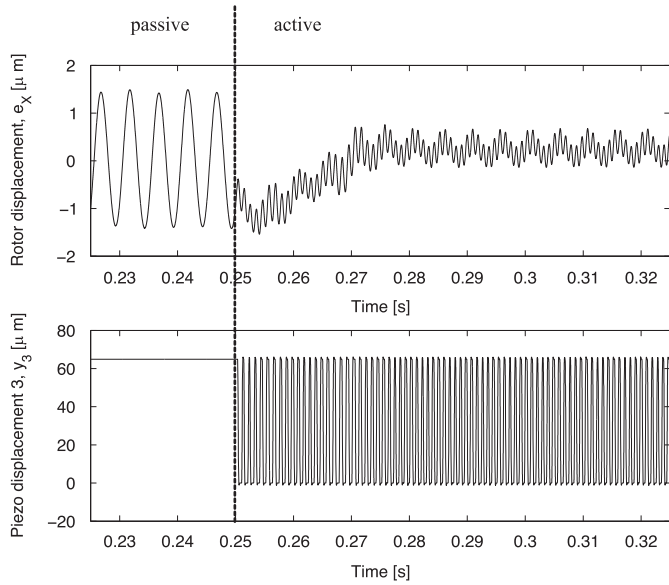 passive active
Rotor displacement, e_X [μ m]
2
1
0
−1
−2
0.23 0.24 0.25 0.26 0.27 0.28 0.29 0.3 0.31 0.32
Time [s]
Piezo displacement 3, y_3 [μ m]
80
60
40
20
0
−20
0.23 0.24 0.25 0.26 0.27 0.28 0.29 0.3 0.31 0.32
Time [s]